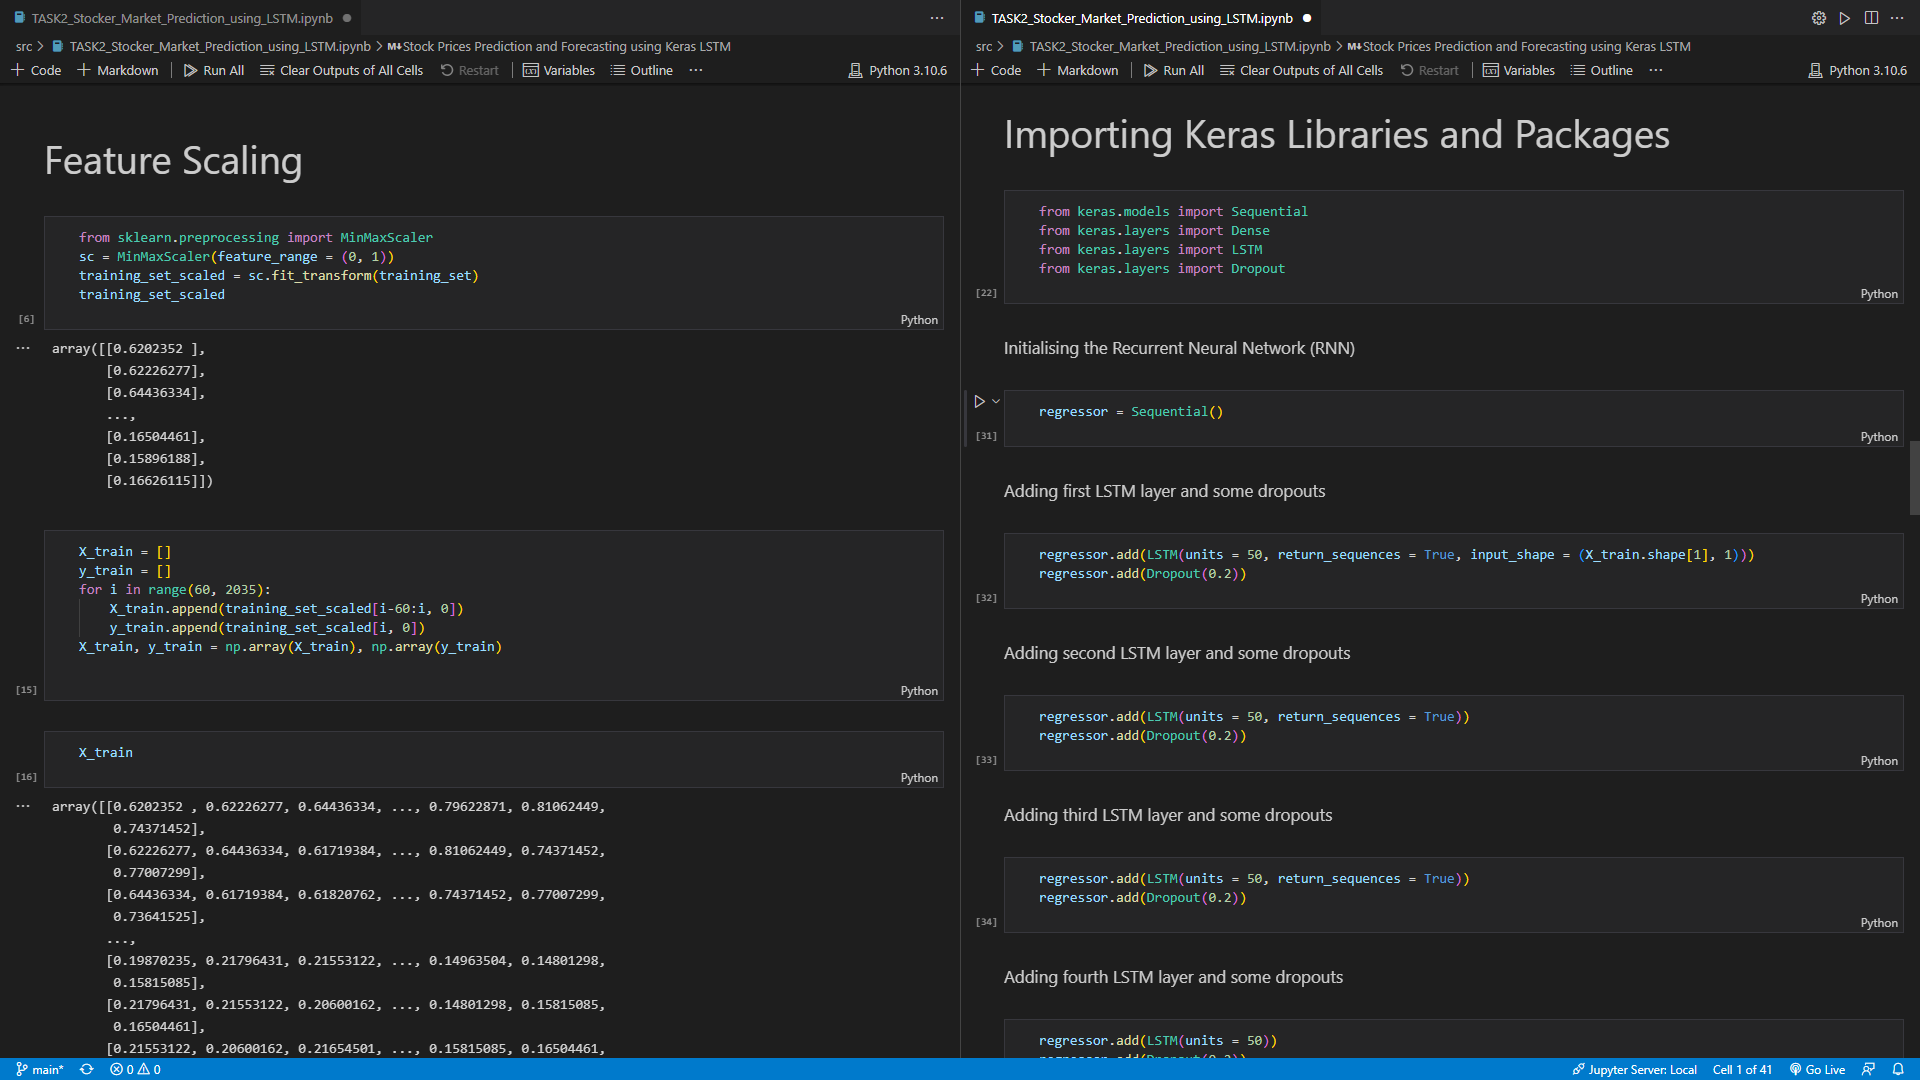 TASK2_Stocker_Market_Prediction_using_LSTM.ipynb
src > TASK2_Stocker_Market_Prediction_using_LSTM.ipynb > M↓Stock Prices Prediction and Forecasting using Keras LSTM
+ Code + Markdown Run All Clear Outputs of All Cells Restart Variables Outline ... Python 3.10.6
Feature Scaling
from sklearn.preprocessing import MinMaxScaler
sc = MinMaxScaler(feature_range = (0, 1))
training_set_scaled = sc.fit_transform(training_set)
training_set_scaled
[6]
Python
array([[0.6202352 ],
[0.62226277],
[0.64436334],
...,
[0.16504461],
[0.15896188],
[0.16626115]])
X_train = []
y_train = []
for i in range(60, 2035):
X_train.append(training_set_scaled[i-60:i, 0])
y_train.append(training_set_scaled[i, 0])
X_train, y_train = np.array(X_train), np.array(y_train)
[15]
Python
X_train
[16]
Python
array([[0.6202352 , 0.62226277, 0.64436334, ..., 0.79622871, 0.81062449,
0.74371452],
[0.62226277, 0.64436334, 0.61719384, ..., 0.81062449, 0.74371452,
0.77007299],
[0.64436334, 0.61719384, 0.61820762, ..., 0.74371452, 0.77007299,
0.73641525],
...,
[0.19870235, 0.21796431, 0.21553122, ..., 0.14963504, 0.14801298,
0.15815085],
[0.21796431, 0.21553122, 0.20600162, ..., 0.14801298, 0.15815085,
0.16504461],
[0.21553122, 0.20600162, 0.21654501, ..., 0.15815085, 0.16504461,
TASK2_Stocker_Market_Prediction_using_LSTM.ipynb
src > TASK2_Stocker_Market_Prediction_using_LSTM.ipynb > M↓Stock Prices Prediction and Forecasting using Keras LSTM
+ Code + Markdown Run All Clear Outputs of All Cells Restart Variables Outline ... Python 3.10.6
Importing Keras Libraries and Packages
from keras.models import Sequential
from keras.layers import Dense
from keras.layers import LSTM
from keras.layers import Dropout
[22]
Python
Initialising the Recurrent Neural Network (RNN)
regressor = Sequential()
[31]
Python
Adding first LSTM layer and some dropouts
regressor.add(LSTM(units = 50, return_sequences = True, input_shape = (X_train.shape[1], 1)))
regressor.add(Dropout(0.2))
[32]
Python
Adding second LSTM layer and some dropouts
regressor.add(LSTM(units = 50, return_sequences = True))
regressor.add(Dropout(0.2))
[33]
Python
Adding third LSTM layer and some dropouts
regressor.add(LSTM(units = 50, return_sequences = True))
regressor.add(Dropout(0.2))
[34]
Python
Adding fourth LSTM layer and some dropouts
regressor.add(LSTM(units = 50))
regressor.add(Dropout(0.2))
main* 0 0 Jupyter Server: Local Cell 1 of 41 Go Live